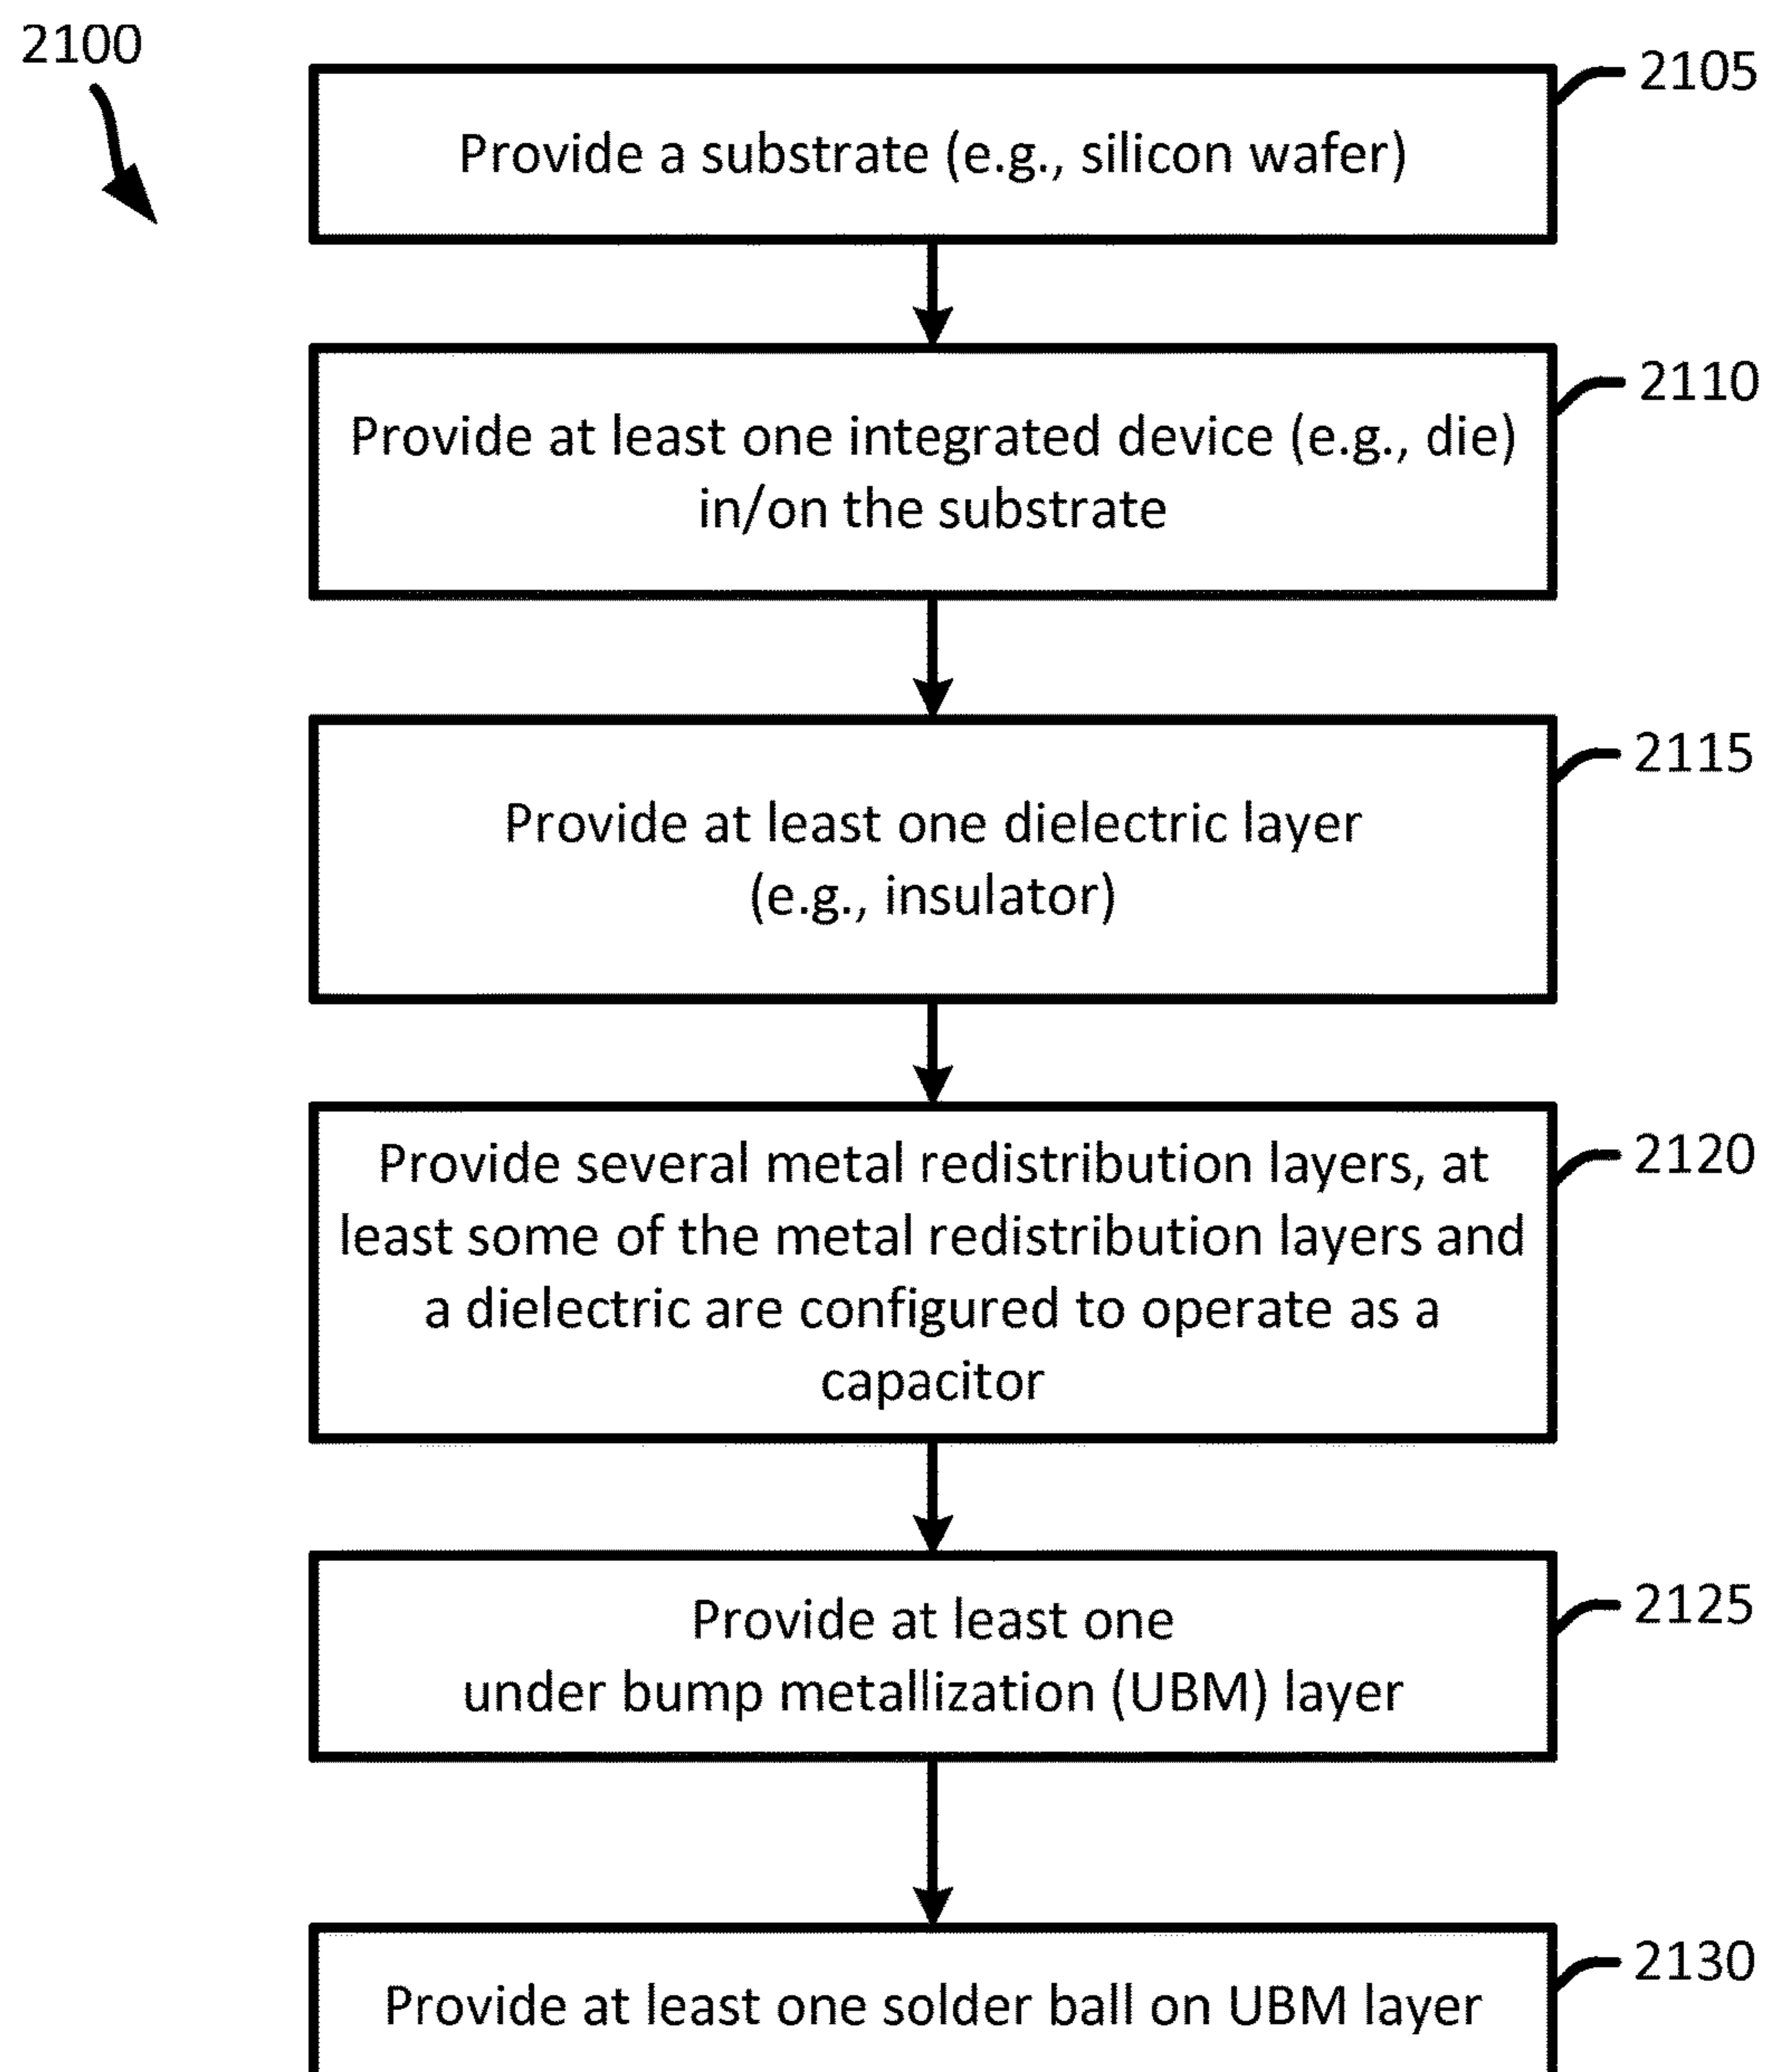 2100
2105
Provide a substrate (e.g., silicon wafer)
2110
Provide at least one integrated device (e.g., die)
in/on the substrate
2115
Provide at least one dielectric layer
(e.g., insulator)
2120
Provide several metal redistribution layers, at
least some of the metal redistribution layers and
a dielectric are configured to operate as a
capacitor
2125
Provide at least one
under bump metallization (UBM) layer
2130
Provide at least one solder ball on UBM layer